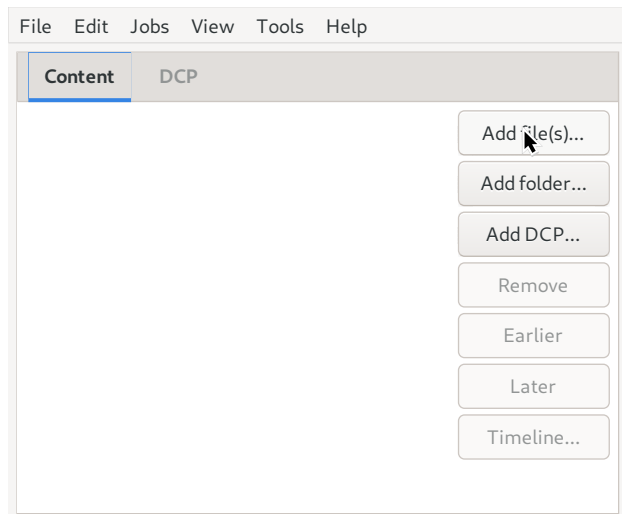 File Edit Jobs View Tools Help
Content DCP
Add file(s)...
Add folder...
Add DCP...
Remove
Earlier
Later
Timeline...